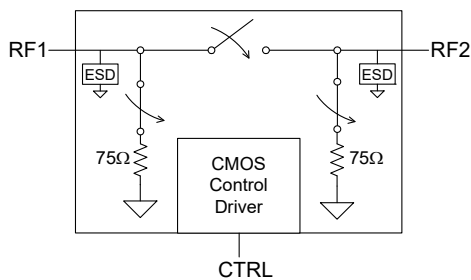 RF1
RF2
ESD
ESD
75Ω
75Ω
CMOS
Control
Driver
CTRL